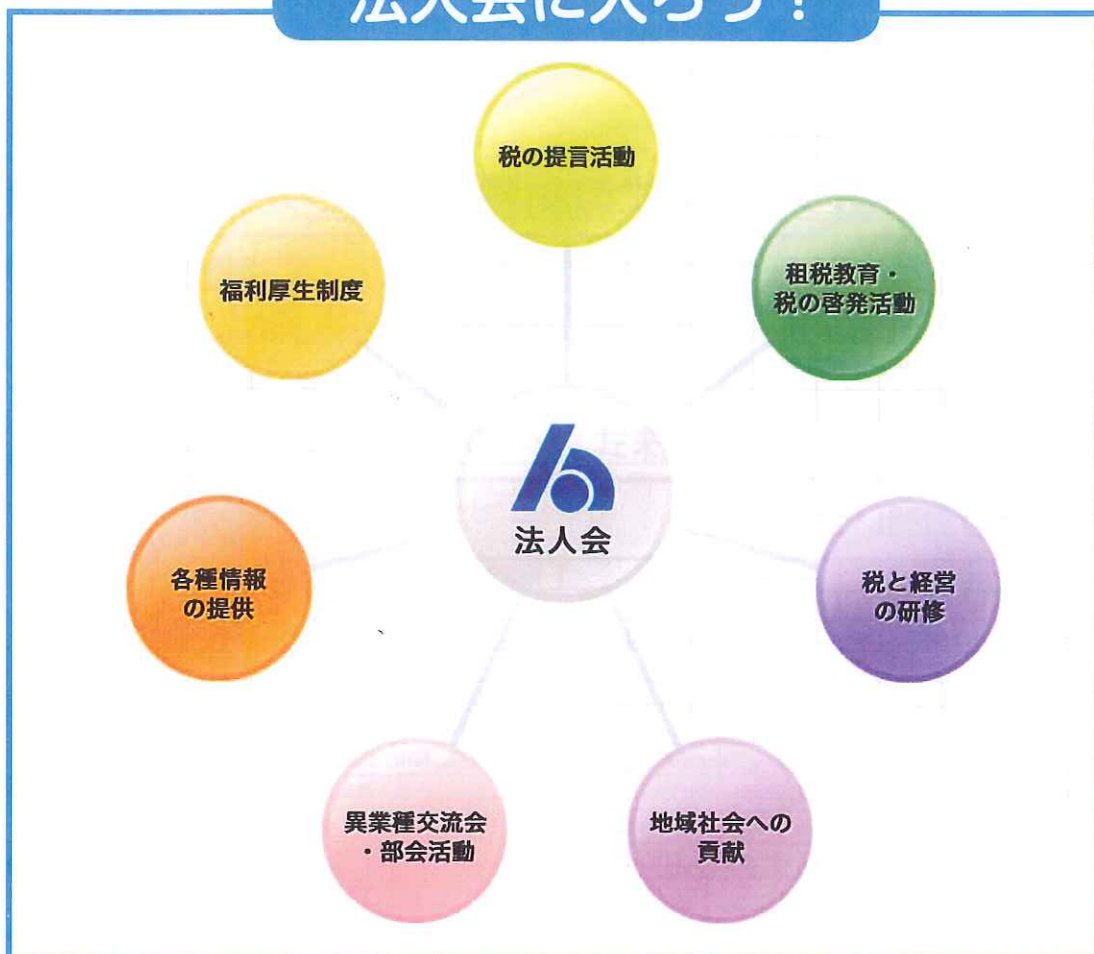 法人会に入ろう!
税の提言活動
租税教育・
税の啓発活動
税と経営
の研修
地域社会への
貢献
異業種交流会
・部会活動
各種情報
の提供
福利厚生制度
法人会